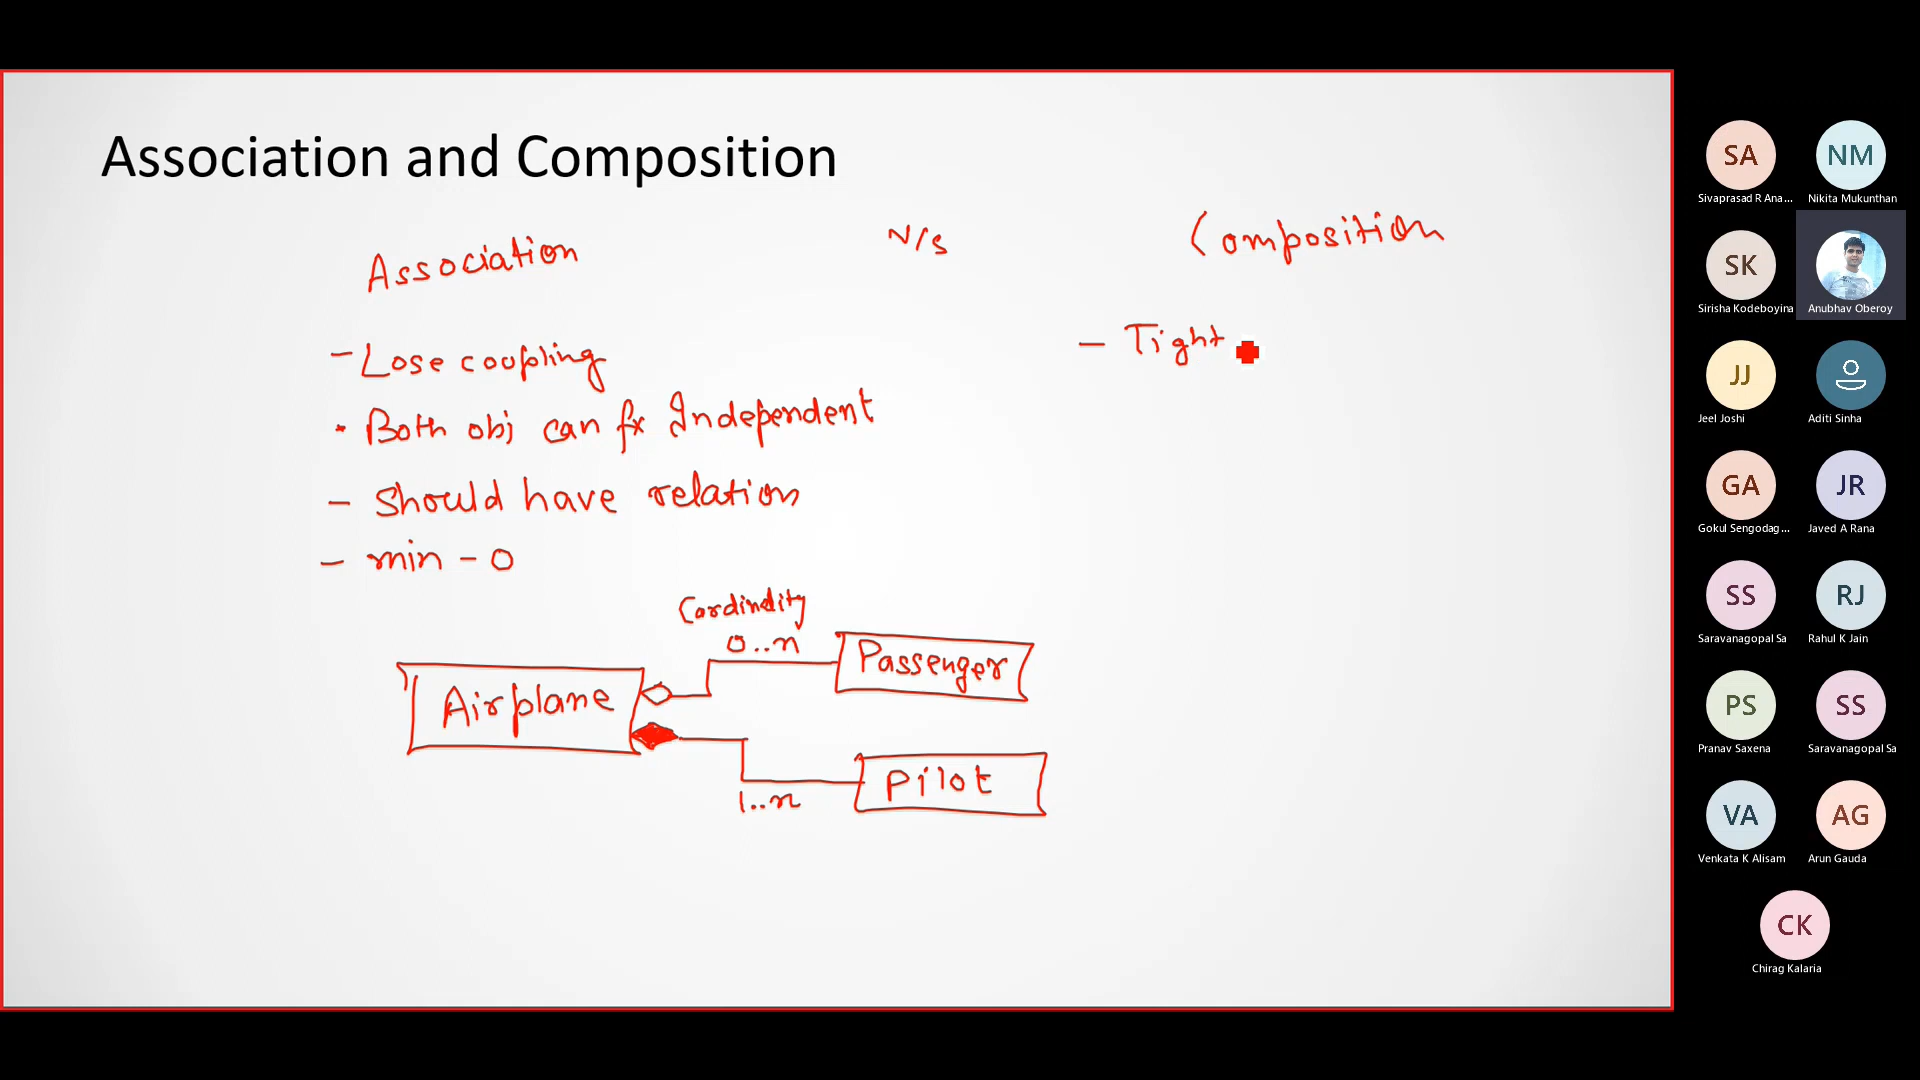 Association and Composition
Association v/s Composition
- Lose coupling
- Both obj can fx Independent
- Should have relation
- min - 0
- Tight
Cardindity
0..n
Airplane
Passenger
Pilot
1..n
SA
Sivaprasad R Ana...
NM
Nikita Mukunthan
SK
Sirisha Kodeboyina
Anubhav Oberoy
JJ
Jeel Joshi
Aditi Sinha
GA
Gokul Sengodag...
JR
Javed A Rana
SS
Saravanagopal Sa
RJ
Rahul K Jain
PS
Pranav Saxena
SS
Saravanagopal Sa
VA
Venkata K Alisam
AG
Arun Gauda
CK
Chirag Kalaria